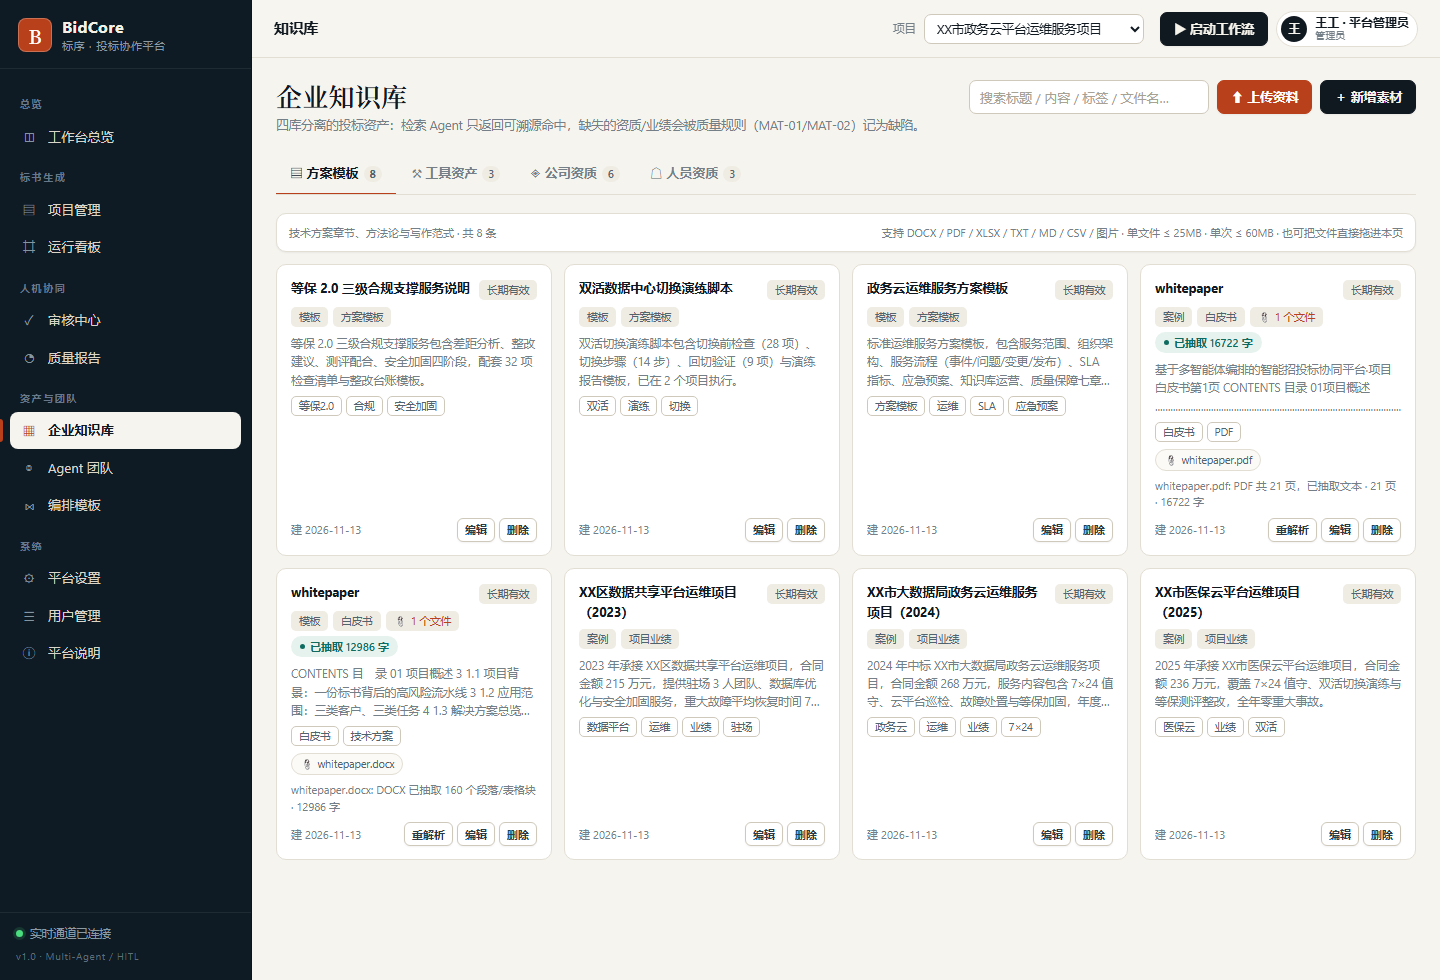 B
BidCore
标序 · 投标协作平台
总览
工作台总览
标书生成
项目管理
运行看板
人机协同
审核中心
质量报告
资产与团队
企业知识库
Agent 团队
编排模板
系统
平台设置
用户管理
平台说明
实时通道已连接
v1.0 · Multi-Agent / HITL
知识库
项目
XX市政务云平台运维服务项目
▶ 启动工作流
王
王工 · 平台管理员
管理员
企业知识库
四库分离的投标资产：检索 Agent 只返回可溯源命中，缺失的资质/业绩会被质量规则（MAT-01/MAT-02）记为缺陷。
搜索标题 / 内容 / 标签 / 文件名...
⬆ 上传资料
＋ 新增素材
方案模板 8
工具资产 3
公司资质 6
人员资质 3
技术方案章节、方法论与写作范式 · 共 8 条
支持 DOCX / PDF / XLSX / TXT / MD / CSV / 图片 · 单文件 ≤ 25MB · 单次 ≤ 60MB · 也可把文件直接拖进本页
等保 2.0 三级合规支撑服务说明
长期有效
模板 方案模板
等保 2.0 三级合规支撑服务包含差距分析、整改
建议、测评配合、安全加固四阶段，配套 32 项
检查清单与整改台账模板。
等保2.0 合规 安全加固
建 2026-11-13
编辑 删除
双活数据中心切换演练脚本
长期有效
模板 方案模板
双活切换演练脚本包含切换前检查（28 项）、
切换步骤（14 步）、回切验证（9 项）与演练
报告模板，已在 2 个项目执行。
双活 演练 切换
建 2026-11-13
编辑 删除
政务云运维服务方案模板
长期有效
模板 方案模板
标准运维服务方案模板，包含服务范围、组织架
构、服务流程（事件/问题/变更/发布）、SLA
指标、应急预案、知识库运营、质量保障七章...
方案模板 运维 SLA 应急预案
建 2026-11-13
编辑 删除
whitepaper
长期有效
案例 白皮书 1 个文件
已抽取 16722 字
基于多智能体编排的智能招投标协同平台·项目
白皮书第1页 CONTENTS 目录 01项目概述
白皮书 PDF
whitepaper.pdf
whitepaper.pdf: PDF 共 21 页，已抽取文本 · 21 页
· 16722 字
建 2026-11-13
重解析 编辑 删除
whitepaper
长期有效
模板 白皮书 1 个文件
已抽取 12986 字
CONTENTS 目　录 01 项目概述 3 1.1 项目背
景：一份标书背后的高风险流水线 3 1.2 应用范
围：三类客户、三类任务 4 1.3 解决方案总览...
白皮书 技术方案
whitepaper.docx
whitepaper.docx: DOCX 已抽取 160 个段落/表格块
· 12986 字
建 2026-11-13
重解析 编辑 删除
XX区数据共享平台运维项目
（2023）
长期有效
案例 项目业绩
2023 年承接 XX区数据共享平台运维项目，合同
金额 215 万元，提供驻场 3 人团队、数据库优
化与安全加固服务，重大故障平均恢复时间 7...
数据平台 运维 业绩 驻场
建 2026-11-13
编辑 删除
XX市大数据局政务云运维服务
项目（2024）
长期有效
案例 项目业绩
2024 年中标 XX市大数据局政务云运维服务项
目，合同金额 268 万元，服务内容包含 7×24 值
守、云平台巡检、故障处置与等保加固，年度...
政务云 运维 业绩 7×24
建 2026-11-13
编辑 删除
XX市医保云平台运维项目
（2025）
长期有效
案例 项目业绩
2025 年承接 XX市医保云平台运维项目，合同金
额 236 万元，覆盖 7×24 值守、双活切换演练与
等保测评整改，全年零重大事故。
医保云 业绩 双活
建 2026-11-13
编辑 删除